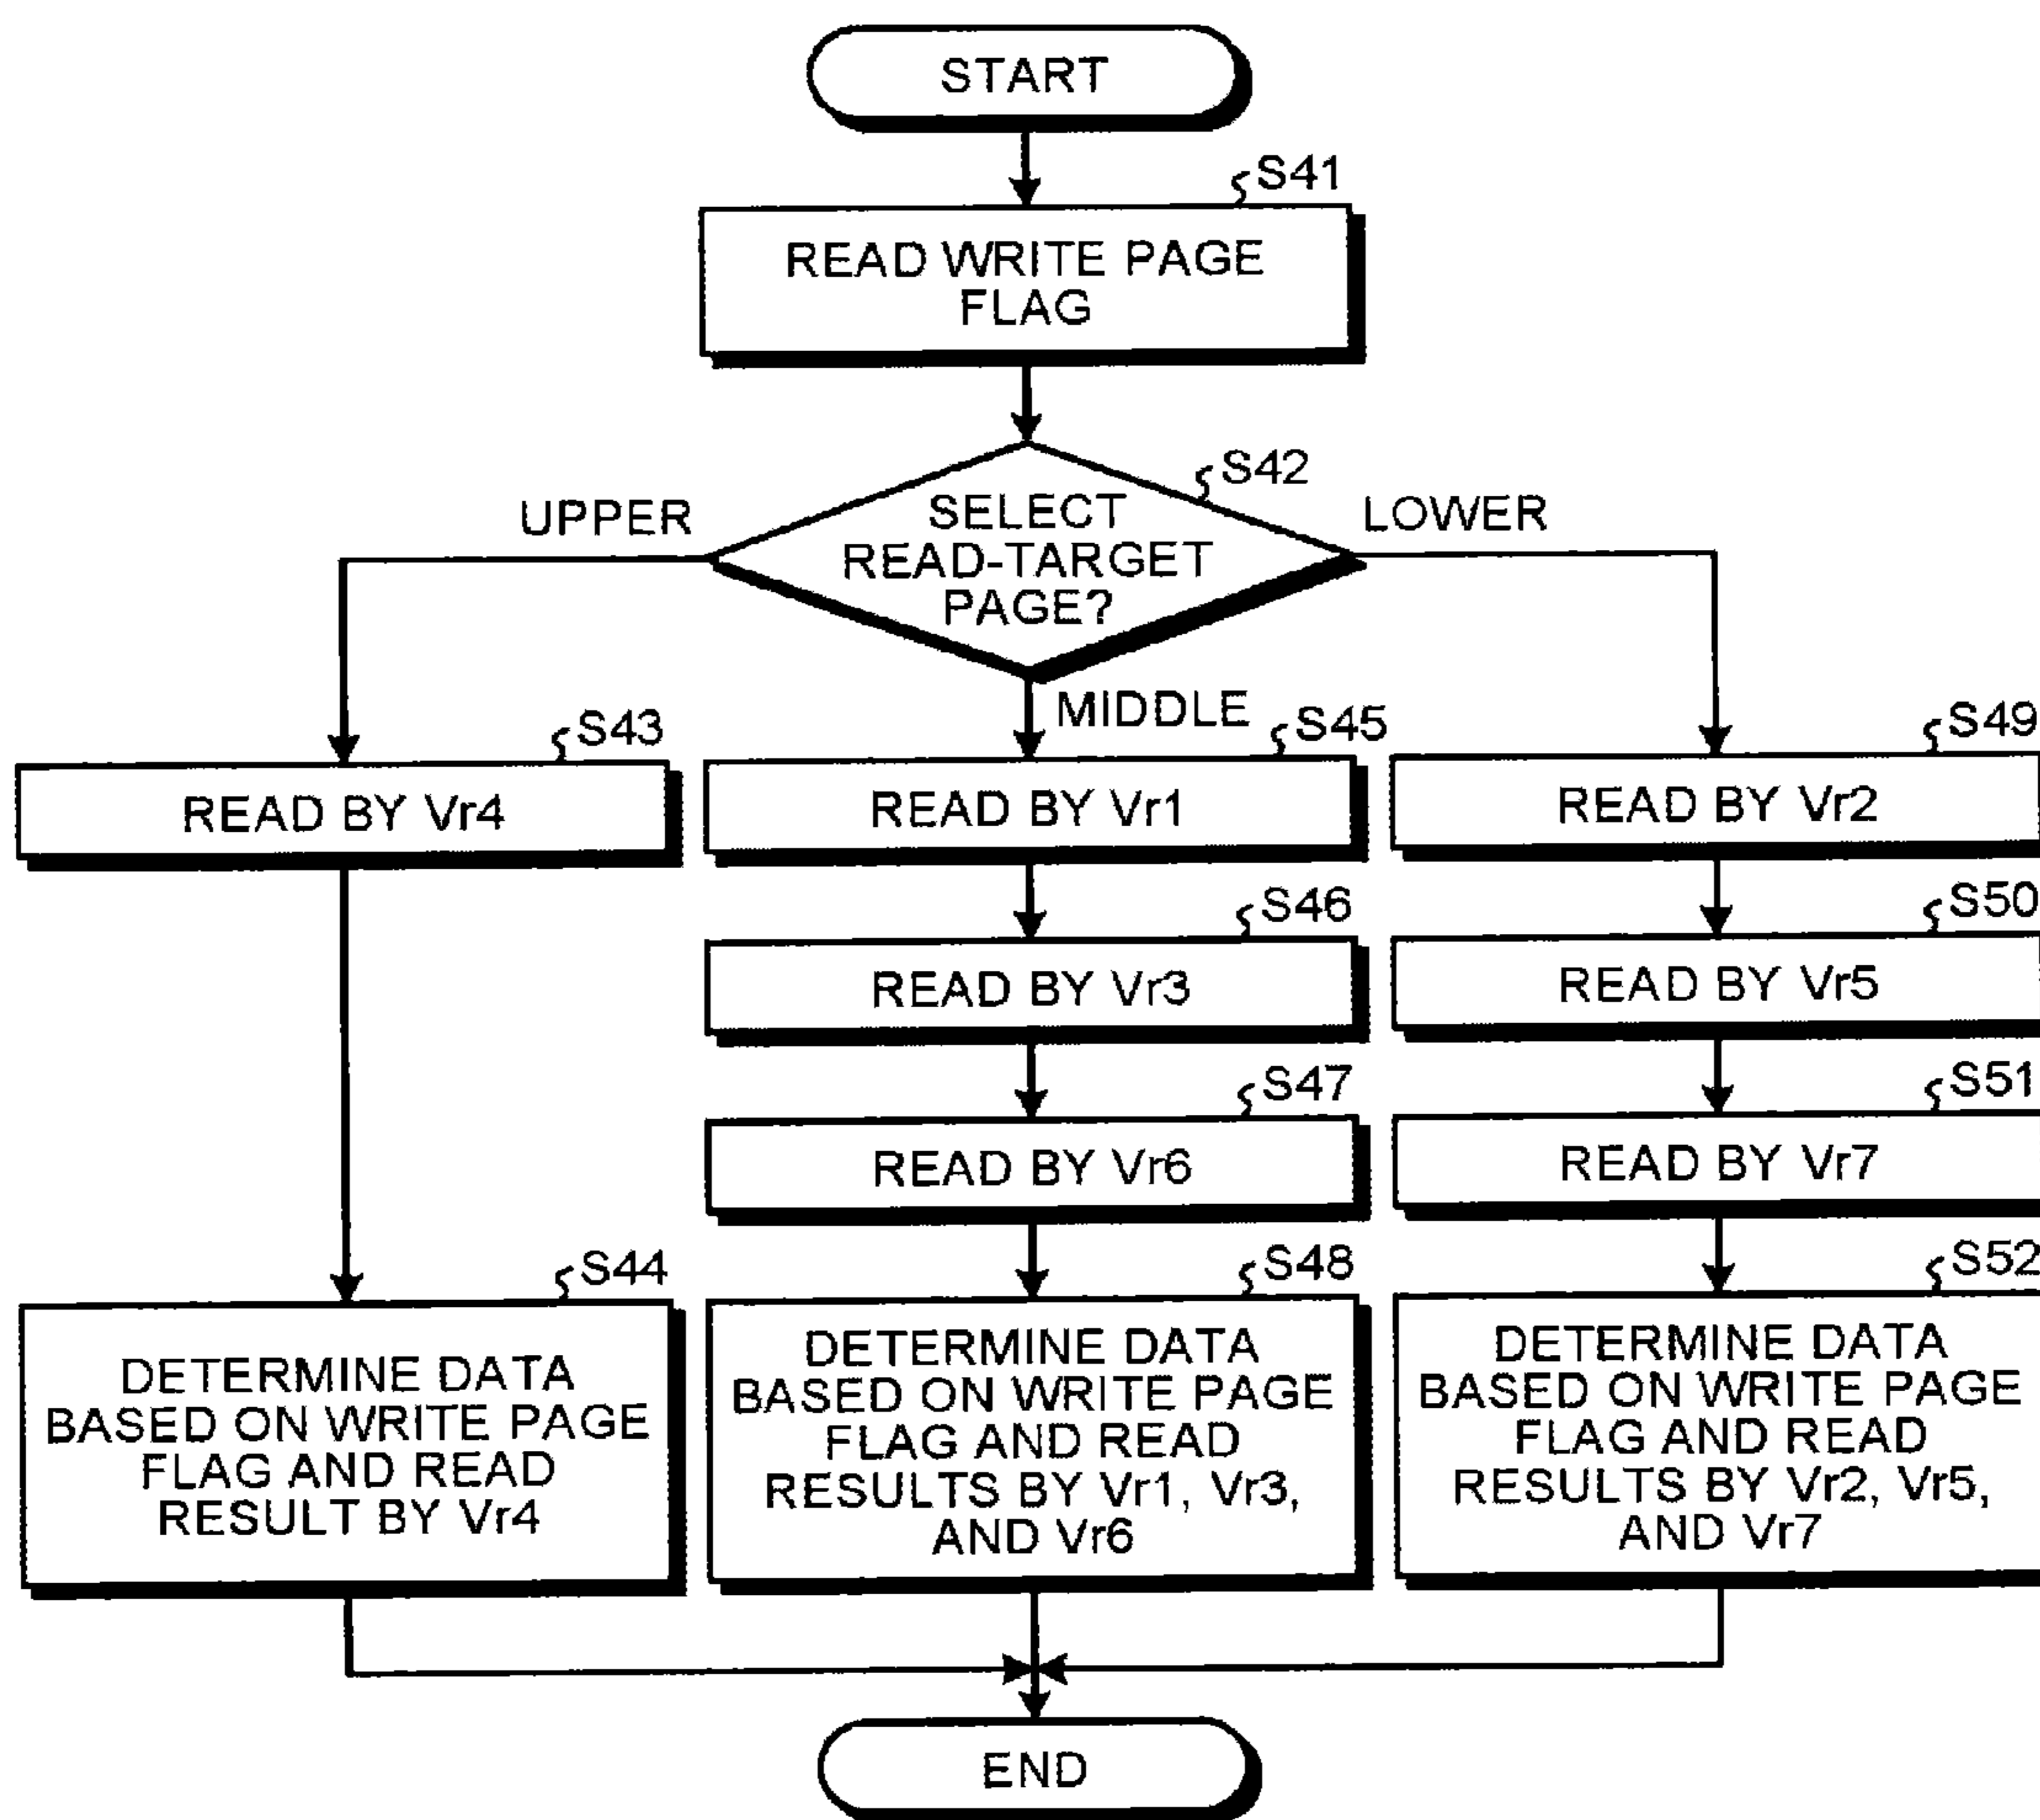 START
S41
READ WRITE PAGE
FLAG
S42
SELECT
READ-TARGET
PAGE?
UPPER
LOWER
MIDDLE
S43
READ BY Vr4
S44
DETERMINE DATA
BASED ON WRITE PAGE
FLAG AND READ
RESULT BY Vr4
S45
READ BY Vr1
S46
READ BY Vr3
S47
READ BY Vr6
S48
DETERMINE DATA
BASED ON WRITE PAGE
FLAG AND READ
RESULTS BY Vr1, Vr3,
AND Vr6
S49
READ BY Vr2
S50
READ BY Vr5
S51
READ BY Vr7
S52
DETERMINE DATA
BASED ON WRITE PAGE
FLAG AND READ
RESULTS BY Vr2, Vr5,
AND Vr7
END